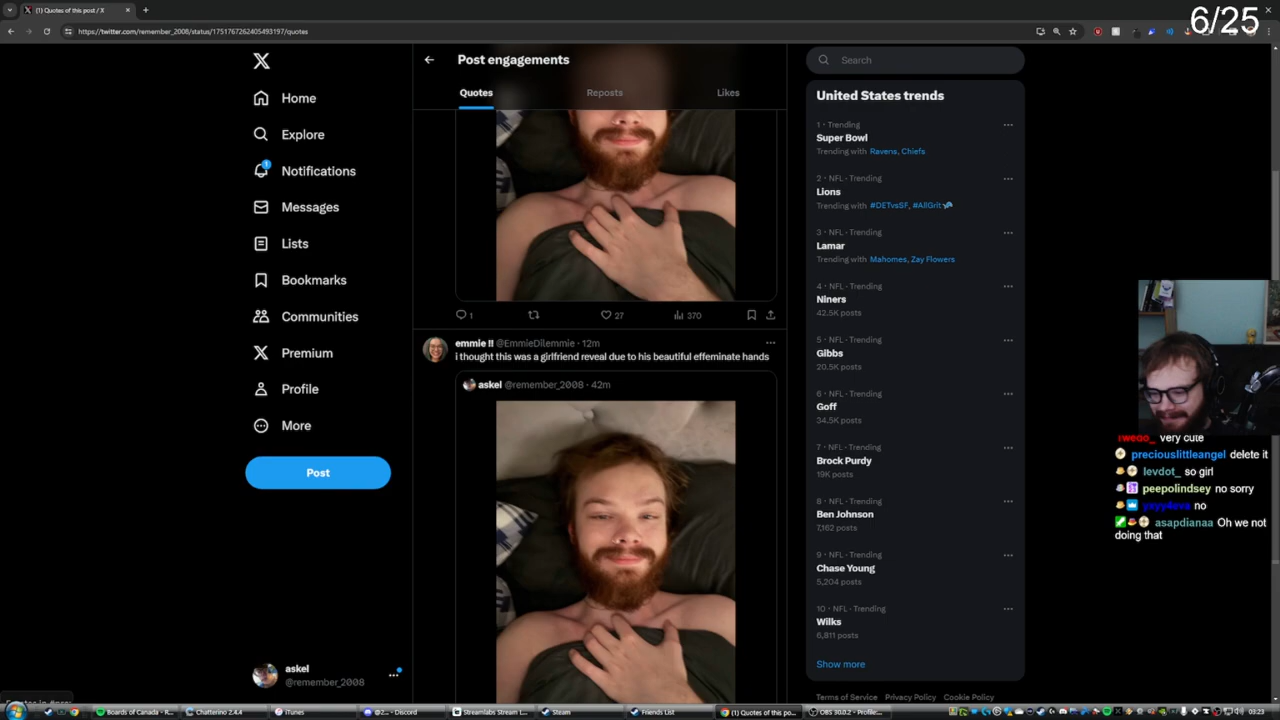 (1) Quotes of this post / X
6/25
https://twitter.com/remember_2008/status/1751767262405493197/quotes
Home
Explore
1
Notifications
Messages
Lists
Bookmarks
Communities
Premium
Profile
More
Post
askel
@remember_2008
Post engagements
Quotes
Reposts
Likes
1
27
370
emmie !! @EmmieDilemmie · 12m
i thought this was a girlfriend reveal due to his beautiful effeminate hands
askel @remember_2008 · 42m
Search
United States trends
1 · Trending
Super Bowl
Trending with Ravens, Chiefs
2 · NFL · Trending
Lions
Trending with #DETvsSF, #AllGrit
3 · NFL · Trending
Lamar
Trending with Mahomes, Zay Flowers
4 · NFL · Trending
Niners
42.5K posts
5 · NFL · Trending
Gibbs
20.5K posts
6 · NFL · Trending
Goff
34.5K posts
7 · NFL · Trending
Brock Purdy
19K posts
8 · NFL · Trending
Ben Johnson
7,162 posts
9 · NFL · Trending
Chase Young
5,204 posts
10 · NFL · Trending
Wilks
6,811 posts
Show more
Terms of Service Privacy Policy Cookie Policy
very cute
preciouslittleangel delete it
levdot_ so girl
peepolindsey no sorry
no
asapdianaa Oh we not
doing that
Boards of Canada - R...
Chatterino 2.4.4
iTunes
@2... - Discord
Streamlabs Stream L...
Steam
Friends List
(1) Quotes of this po...
OBS 30.0.2 - Profile:...
03:23